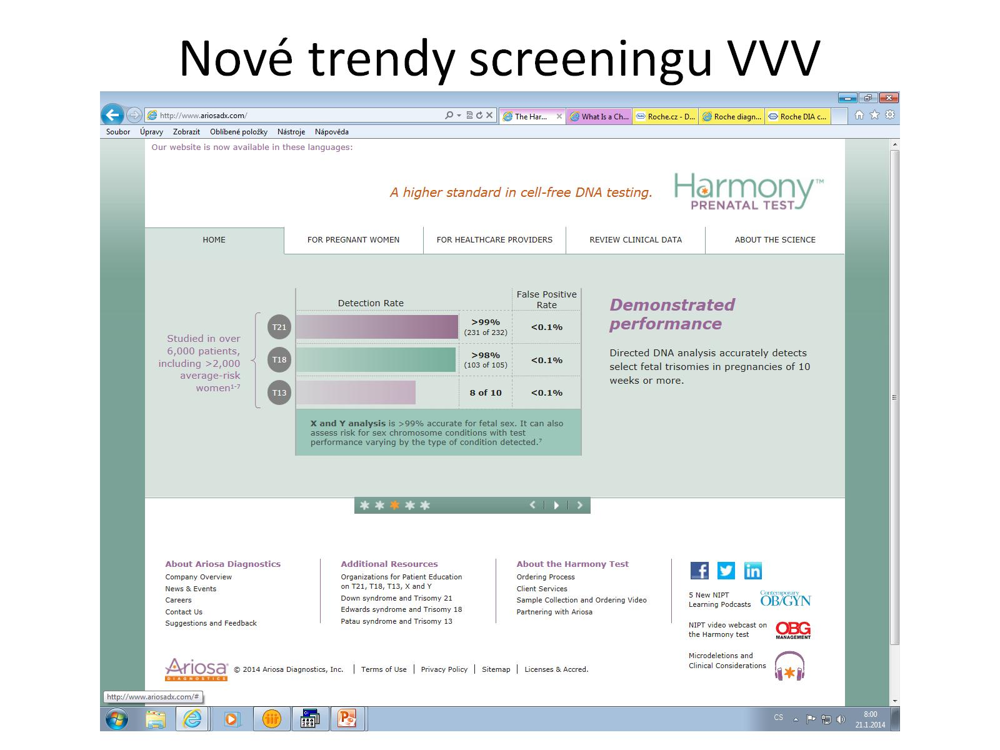 Nové trendy screeningu VVV
http://www.ariosadx.com/
The Har...
What Is a Ch...
Roche.cz - D...
Roche diagn...
Roche DIA c...
Soubor Úpravy Zobrazit Oblíbené položky Nástroje Nápověda
Our website is now available in these languages:
A higher standard in cell-free DNA testing.
Harmony™
PRENATAL TEST
HOME
FOR PREGNANT WOMEN
FOR HEALTHCARE PROVIDERS
REVIEW CLINICAL DATA
ABOUT THE SCIENCE
Studied in over
6,000 patients,
including >2,000
average-risk
women1-7
Detection Rate
False Positive
Rate
T21
>99%
(231 of 232)
<0.1%
T18
>98%
(103 of 105)
<0.1%
T13
8 of 10
<0.1%
X and Y analysis is >99% accurate for fetal sex. It can also
assess risk for sex chromosome conditions with test
performance varying by the type of condition detected.7
Demonstrated
performance
Directed DNA analysis accurately detects
select fetal trisomies in pregnancies of 10
weeks or more.
About Ariosa Diagnostics
Company Overview
News & Events
Careers
Contact Us
Suggestions and Feedback
Additional Resources
Organizations for Patient Education
on T21, T18, T13, X and Y
Down syndrome and Trisomy 21
Edwards syndrome and Trisomy 18
Patau syndrome and Trisomy 13
About the Harmony Test
Ordering Process
Client Services
Sample Collection and Ordering Video
Partnering with Ariosa
5 New NIPT
Learning Podcasts
Contemporary
OB/GYN
NIPT video webcast on
the Harmony test
OBG
MANAGEMENT
Microdeletions and
Clinical Considerations
Ariosa
DIAGNOSTICS
© 2014 Ariosa Diagnostics, Inc. | Terms of Use | Privacy Policy | Sitemap | Licenses & Accred.
http://www.ariosadx.com/#
CS
8:00
21.1.2014